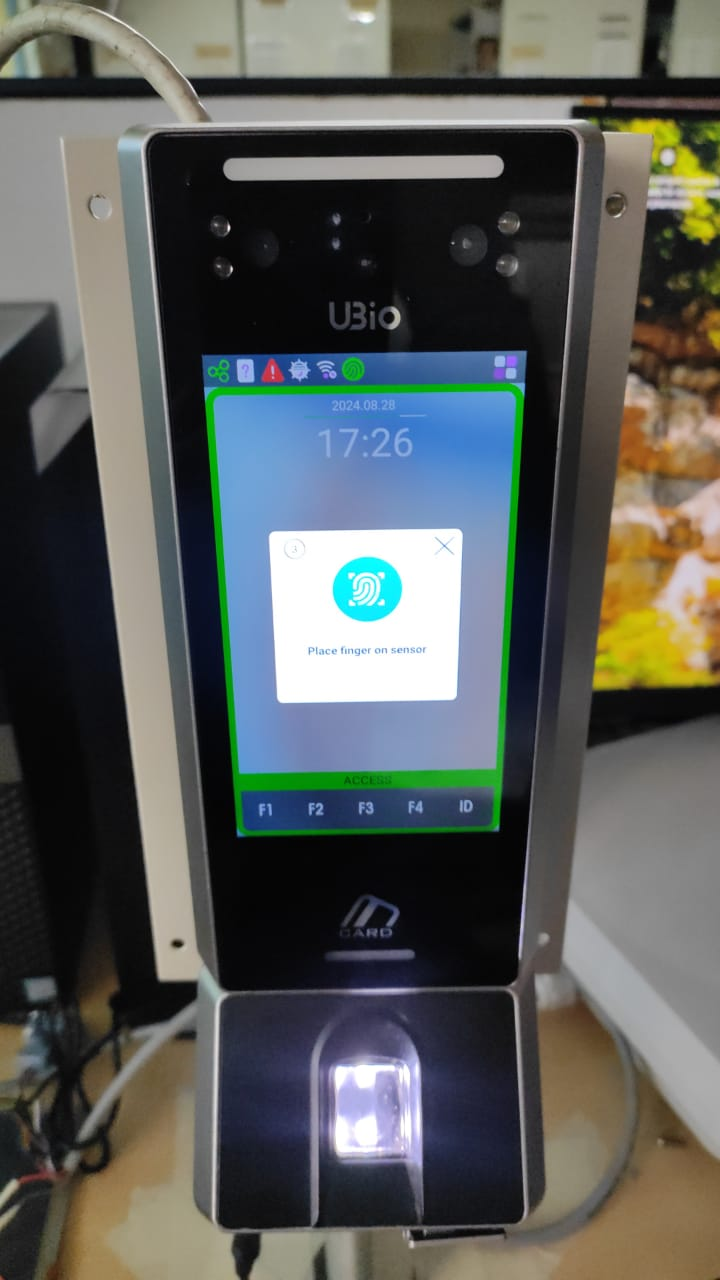 UBio
?
2024.08.28
17:26
3
Place finger on sensor
ACCESS
F1 F2 F3 F4 ID
CARD